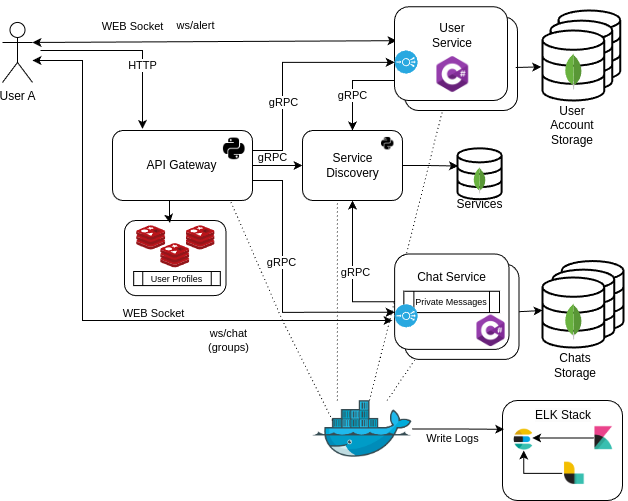 WEB Socket ws/alert
User
Service
HTTP
User A
gRPC
gRPC
User
Account
Storage
API Gateway
gRPC
Service
Discovery
Services
User Profiles
gRPC
gRPC
Chat Service
Private Messages
WEB Socket
ws/chat
(groups)
Chats
Storage
ELK Stack
Write Logs